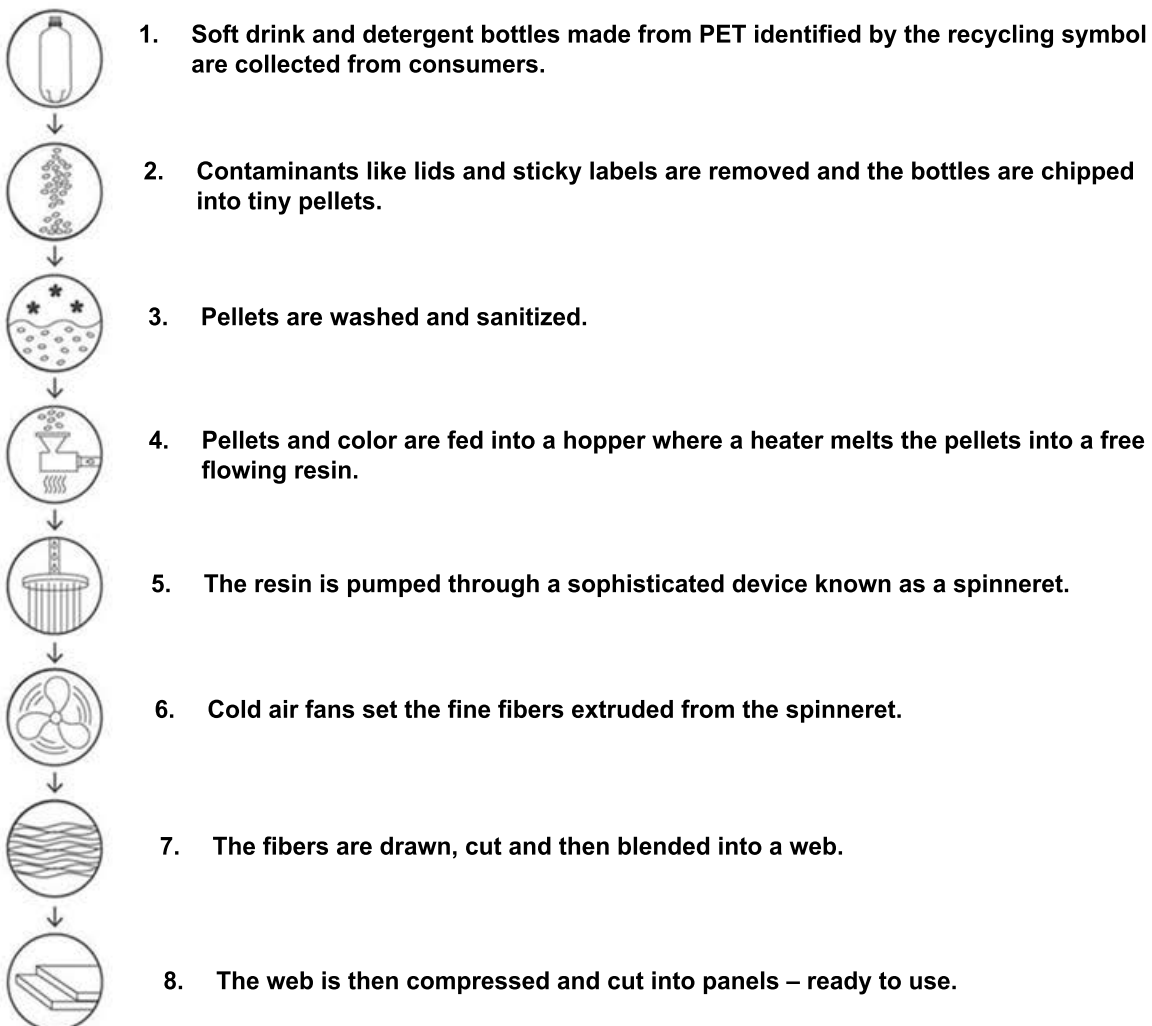 1. Soft drink and detergent bottles made from PET identified by the recycling symbol
are collected from consumers.
2. Contaminants like lids and sticky labels are removed and the bottles are chipped
into tiny pellets.
3. Pellets are washed and sanitized.
4. Pellets and color are fed into a hopper where a heater melts the pellets into a free
flowing resin.
5. The resin is pumped through a sophisticated device known as a spinneret.
6. Cold air fans set the fine fibers extruded from the spinneret.
7. The fibers are drawn, cut and then blended into a web.
8. The web is then compressed and cut into panels – ready to use.